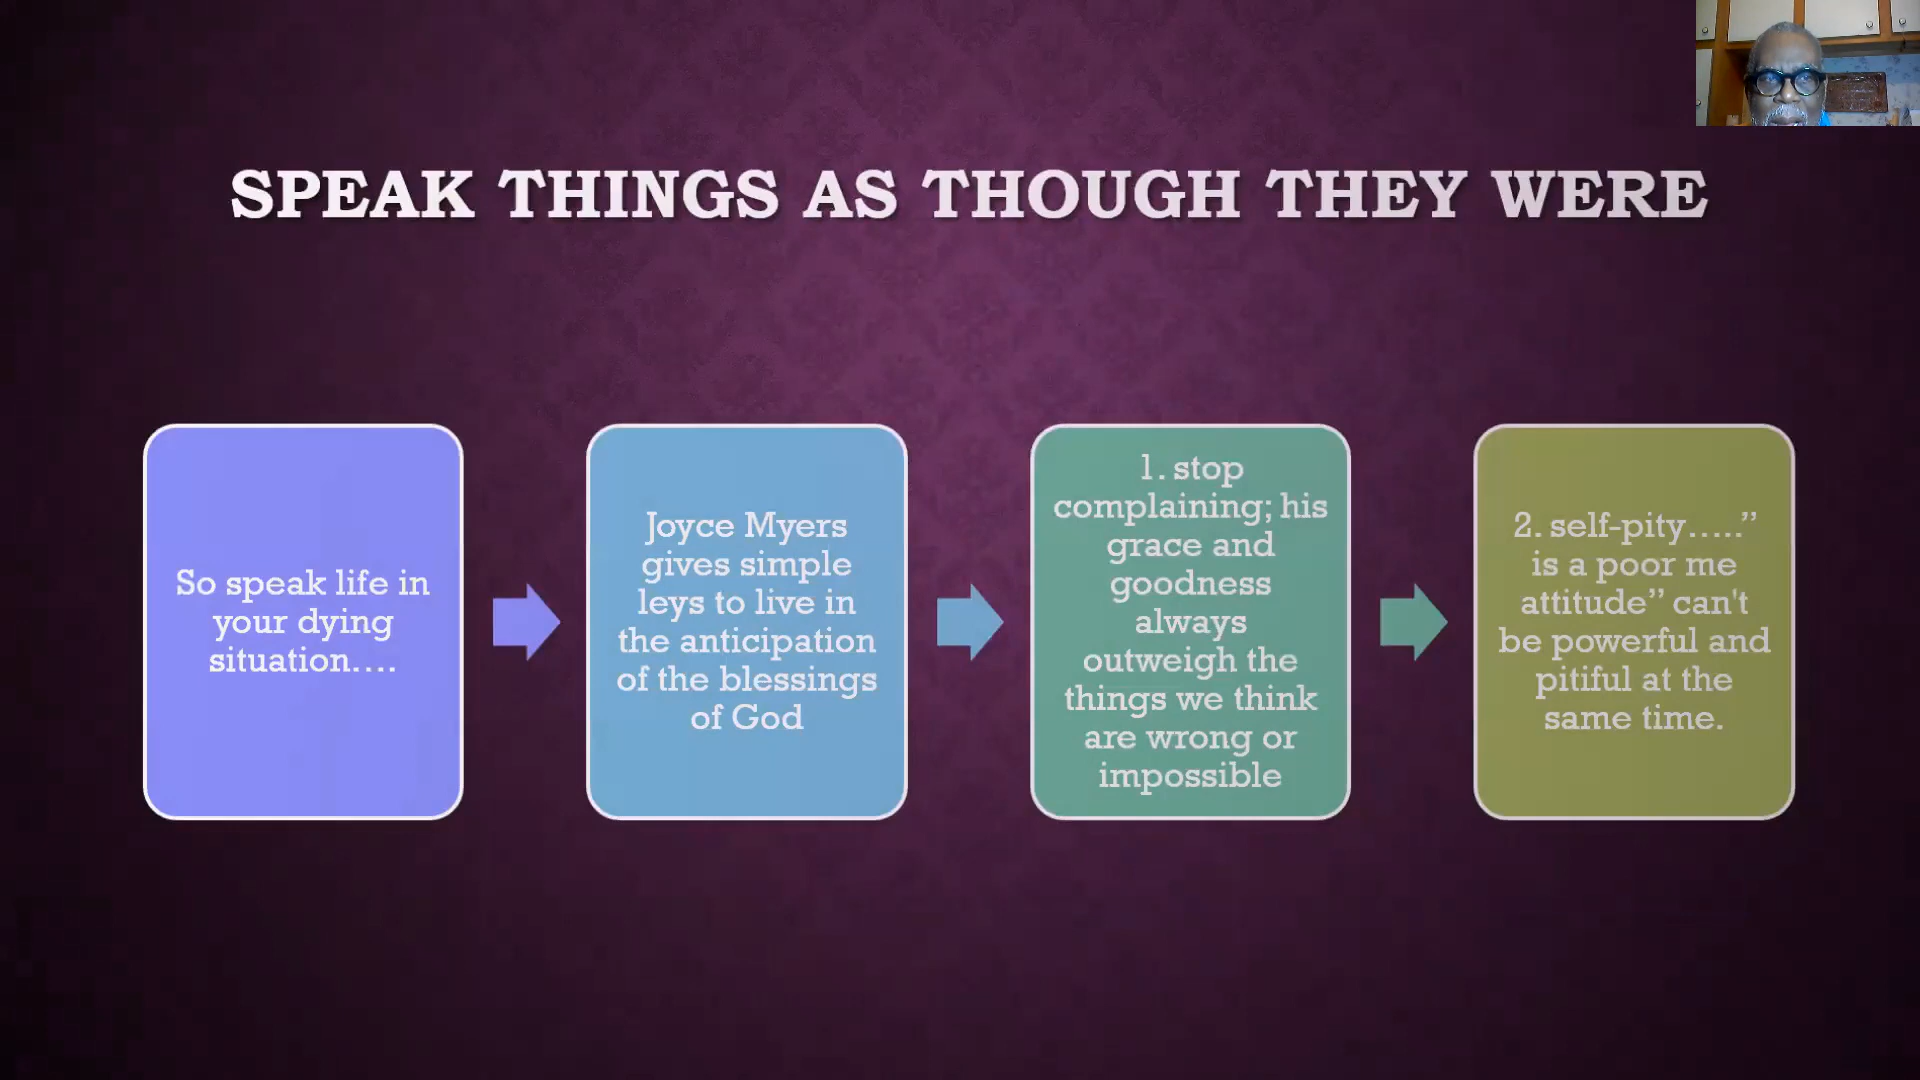 SPEAK THINGS AS THOUGH THEY WERE
So speak life in
your dying
situation....
Joyce Myers
gives simple
leys to live in
the anticipation
of the blessings
of God
1. stop
complaining; his
grace and
goodness
always
outweigh the
things we think
are wrong or
impossible
2. self-pity…..”
is a poor me
attitude” can't
be powerful and
pitiful at the
same time.